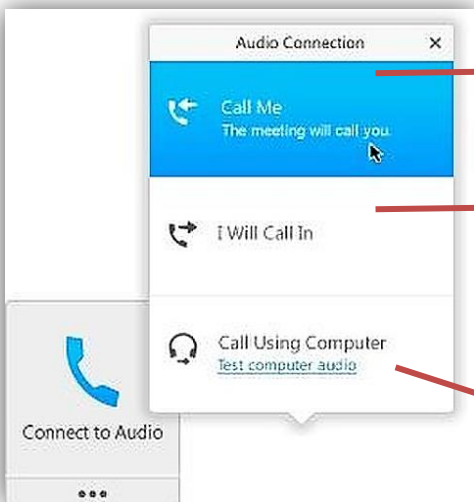 Audio Connection
Call Me
The meeting will call you.
I Will Call In
Call Using Computer
Test computer audio
Connect to Audio